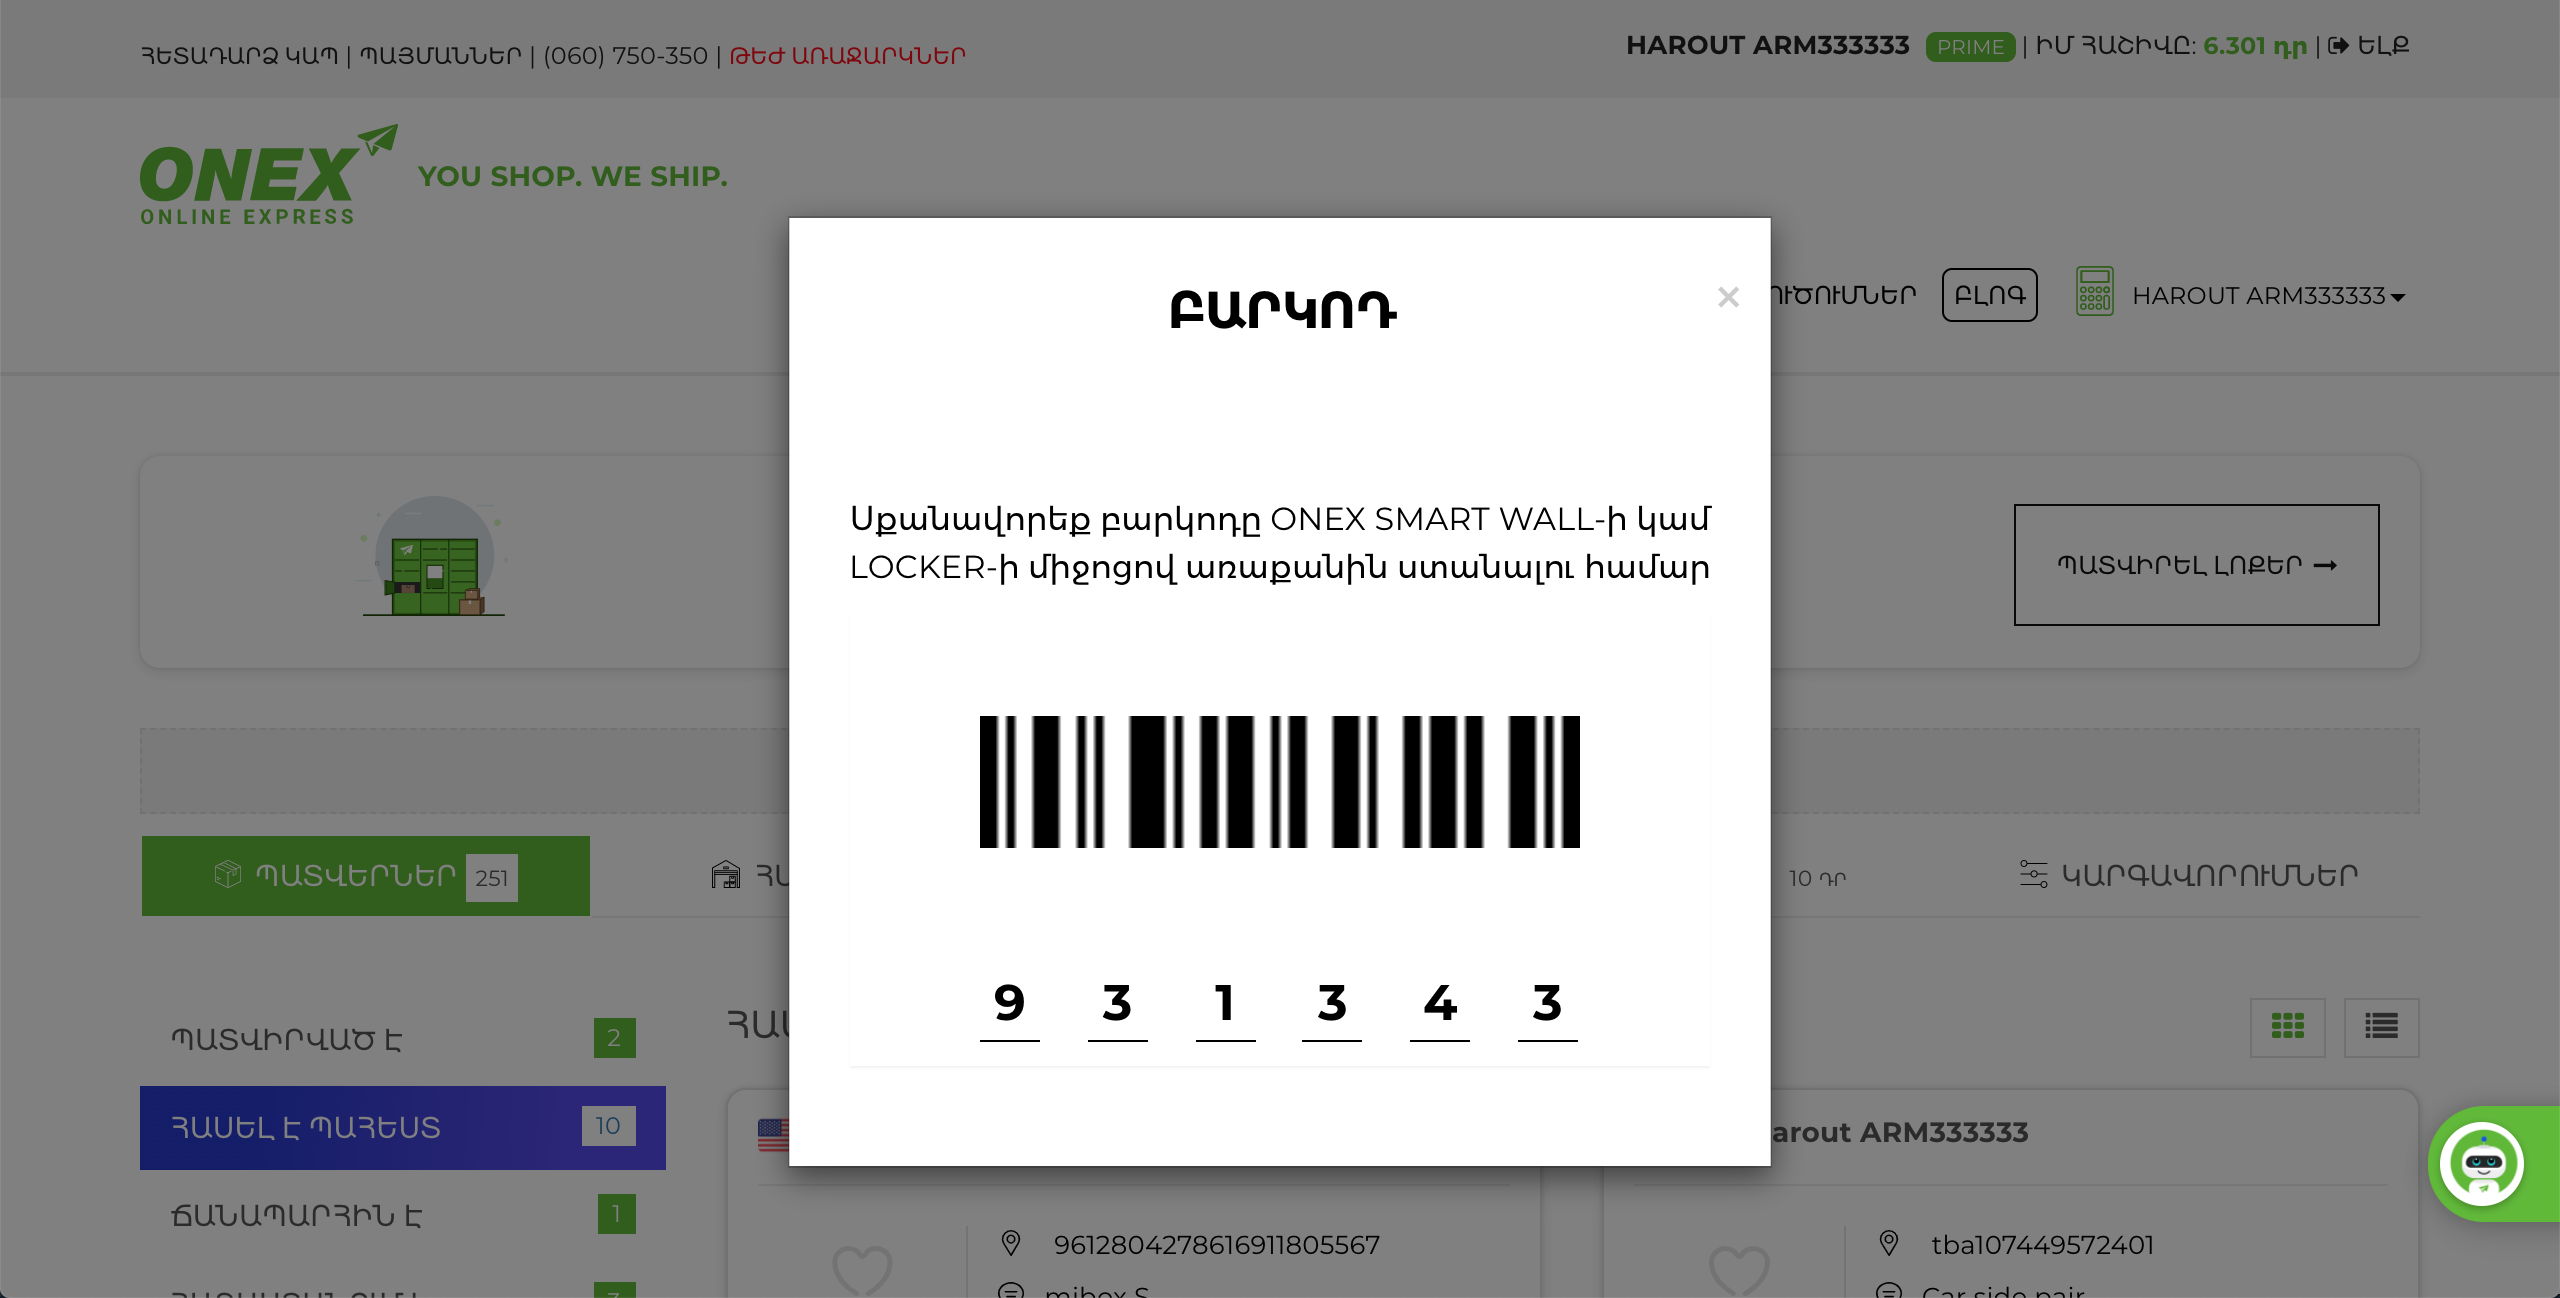 ՀԵՏԱԴԱՐՁ ԿԱՊ | ՊԱՅՄԱՆՆԵՐ | (060) 750-350 | ԹԵԺ ԱՌԱՋԱՐԿՆԵՐ
HAROUT ARM333333 PRIME | ԻՄ ՀԱՇԻՎԸ: 6.301 դր | ԵԼՔ
ONEX
ONLINE EXPRESS
YOU SHOP. WE SHIP.
ԲԼՈԳ
HAROUT ARM333333
ԲԱՐԿՈԴ
×
Սքանավորեք բարկոդը ONEX SMART WALL-ի կամ
LOCKER-ի միջոցով առաքանին ստանալու համար
ՊԱՏՎԻՐԵԼ ԼՈՔԵՐ →
9 3 1 3 4 3
ՊԱՏՎԵՐՆԵՐ 251
10 ԴՐ
ԿԱՐԳԱՎՈՐՈՒՄՆԵՐ
ՊԱՏՎԻՐՎԱԾ Է 2
ՀԱՍԵԼ Է ՊԱՀԵՍՏ 10
ՃԱՆԱՊԱՐՀԻՆ Է 1
arout ARM333333
9612804278616911805567
mibox S
tba107449572401
Car side pair